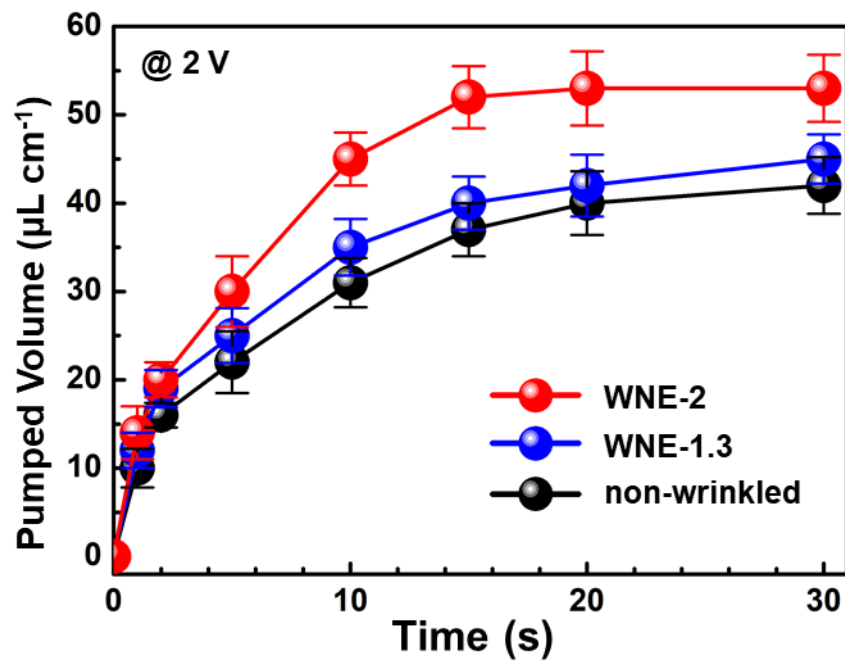 60
@ 2 V
50
40
30
20
10
0
Pumped Volume (µL cm⁻¹)
WNE-2
WNE-1.3
non-wrinkled
0 10 20 30
Time (s)